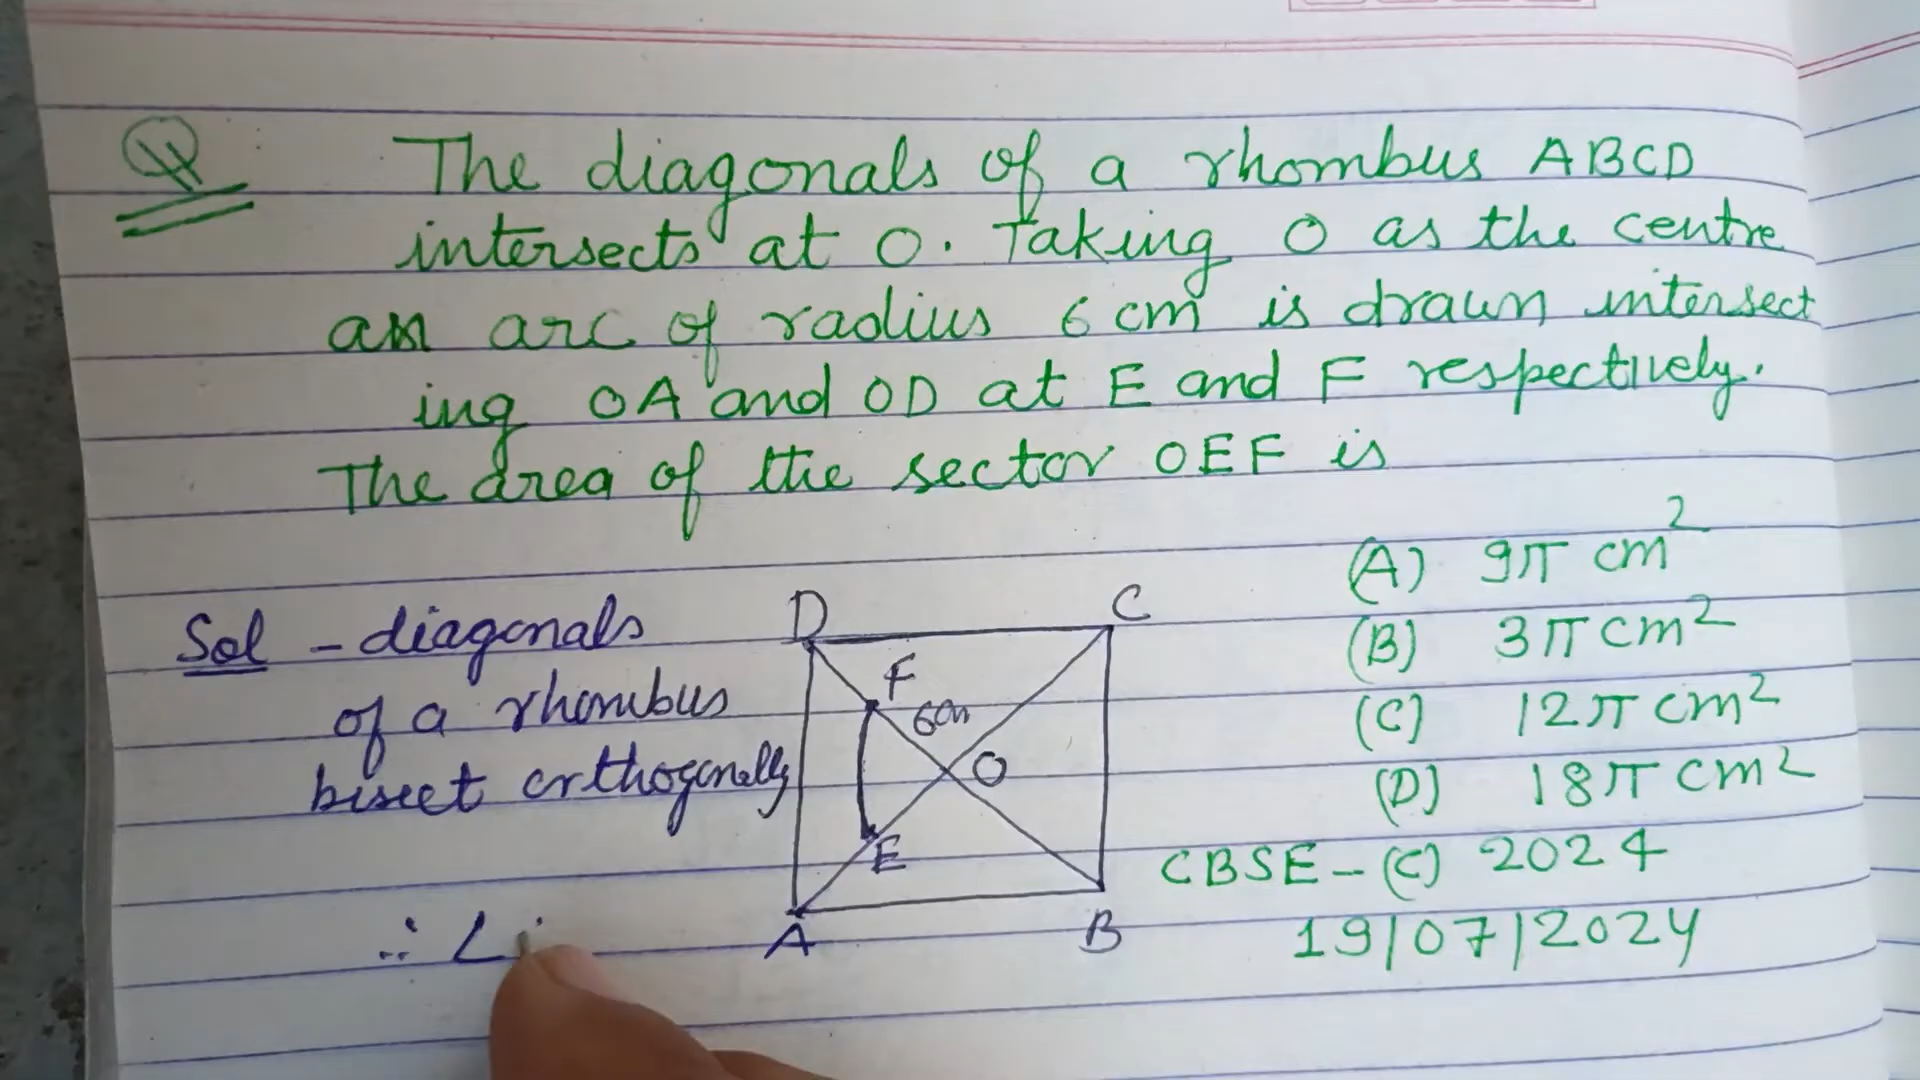 Q
The diagonals of a rhombus ABCD
intersects at O. Taking O as the centre
an arc of radius 6 cm is drawn intersect
ing OA and OD at E and F respectively.
The area of the sector OEF is
(A) 9π cm²
(B) 3π cm²
(C) 12π cm²
(D) 18π cm²
CBSE - (C) 2024
19/07/2024
Sol - diagonals
of a rhombus
bisect orthogonally
∴ ∠
D
C
F
6cm
O
E
A
B